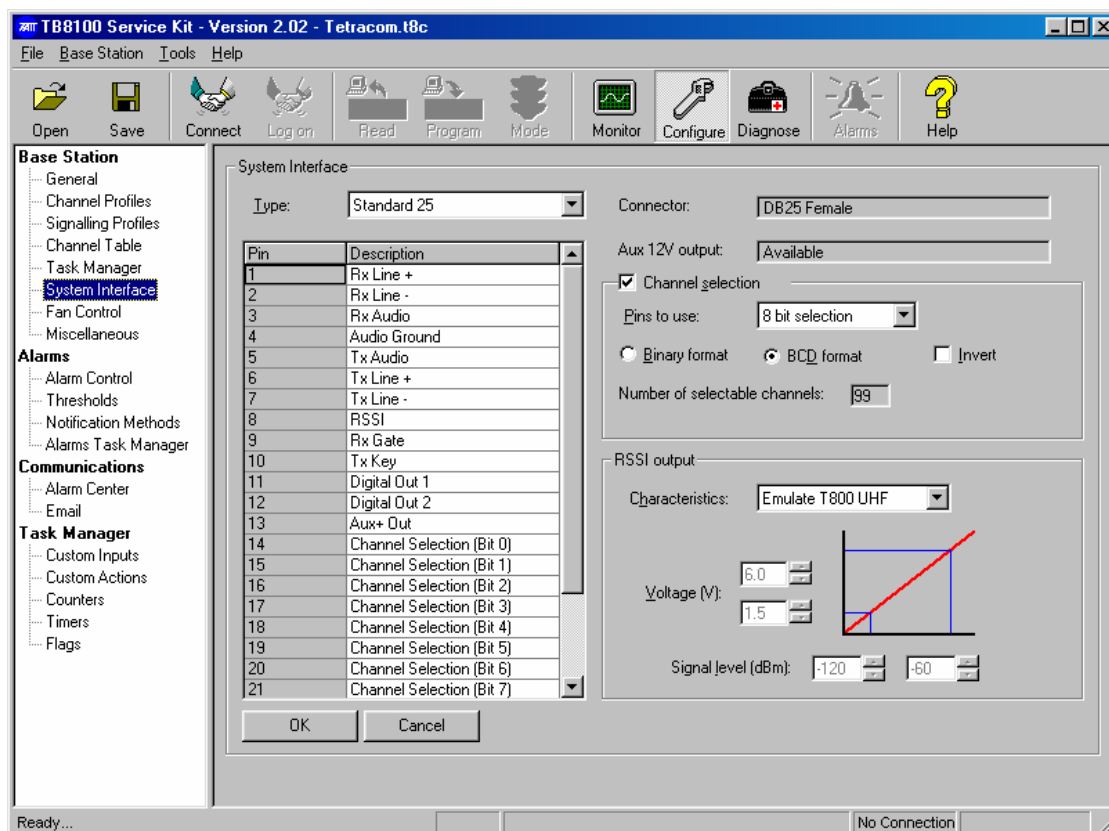 TAIT TB8100 Service Kit - Version 2.02 - Tetracom.t8c
File Base Station Tools Help
Open Save Connect Log on Read Program Mode Monitor Configure Diagnose Alarms Help
Base Station
General
Channel Profiles
Signalling Profiles
Channel Table
Task Manager
System Interface
Fan Control
Miscellaneous
Alarms
Alarm Control
Thresholds
Notification Methods
Alarms Task Manager
Communications
Alarm Center
Email
Task Manager
Custom Inputs
Custom Actions
Counters
Timers
Flags
System Interface
Type: Standard 25
Pin Description
1 Rx Line +
2 Rx Line -
3 Rx Audio
4 Audio Ground
5 Tx Audio
6 Tx Line +
7 Tx Line -
8 RSSI
9 Rx Gate
10 Tx Key
11 Digital Out 1
12 Digital Out 2
13 Aux+ Out
14 Channel Selection (Bit 0)
15 Channel Selection (Bit 1)
16 Channel Selection (Bit 2)
17 Channel Selection (Bit 3)
18 Channel Selection (Bit 4)
19 Channel Selection (Bit 5)
20 Channel Selection (Bit 6)
21 Channel Selection (Bit 7)
OK Cancel
Connector: DB25 Female
Aux 12V output: Available
Channel selection
Pins to use: 8 bit selection
Binary format BCD format Invert
Number of selectable channels: 99
RSSI output
Characteristics: Emulate T800 UHF
Voltage (V):
6.0
1.5
Signal level (dBm): -120 -60
Ready... No Connection